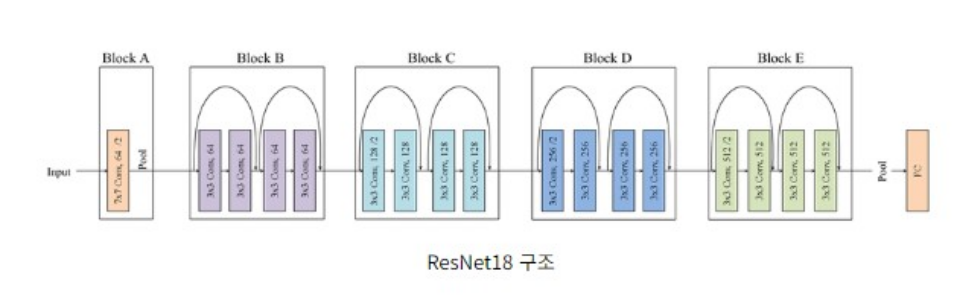 Block A
Block B
Block C
Block D
Block E
Input
7x7 Conv, 64 /2
Pool
3x3 Conv, 64
3x3 Conv, 64
3x3 Conv, 64
3x3 Conv, 64
3x3 Conv, 128 /2
3x3 Conv, 128
3x3 Conv, 128
3x3 Conv, 128
3x3 Conv, 256 /2
3x3 Conv, 256
3x3 Conv, 256
3x3 Conv, 256
3x3 Conv, 512 /2
3x3 Conv, 512
3x3 Conv, 512
3x3 Conv, 512
Pool
FC
ResNet18 구조